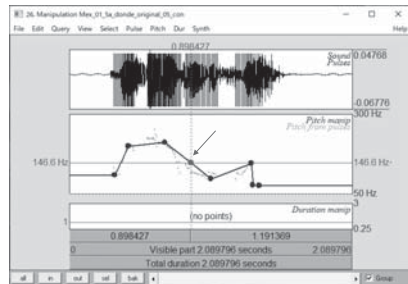 26. Manipulation Mex_01_5a_donde_original_05_con
File Edit Query View Select Pulse Pitch Dur Synth Help
0.898427
Sound
Pulses
0.04768
-0.06776
Pitch manip
Pitch from pulses
300 Hz
146.6 Hz
146.6 Hz
50 Hz
Duration manip
3
1
(no points)
0.25
0.898427 1.191369
0 Visible part 2.089796 seconds 2.089796
Total duration 2.089796 seconds
all in out sel bak Group